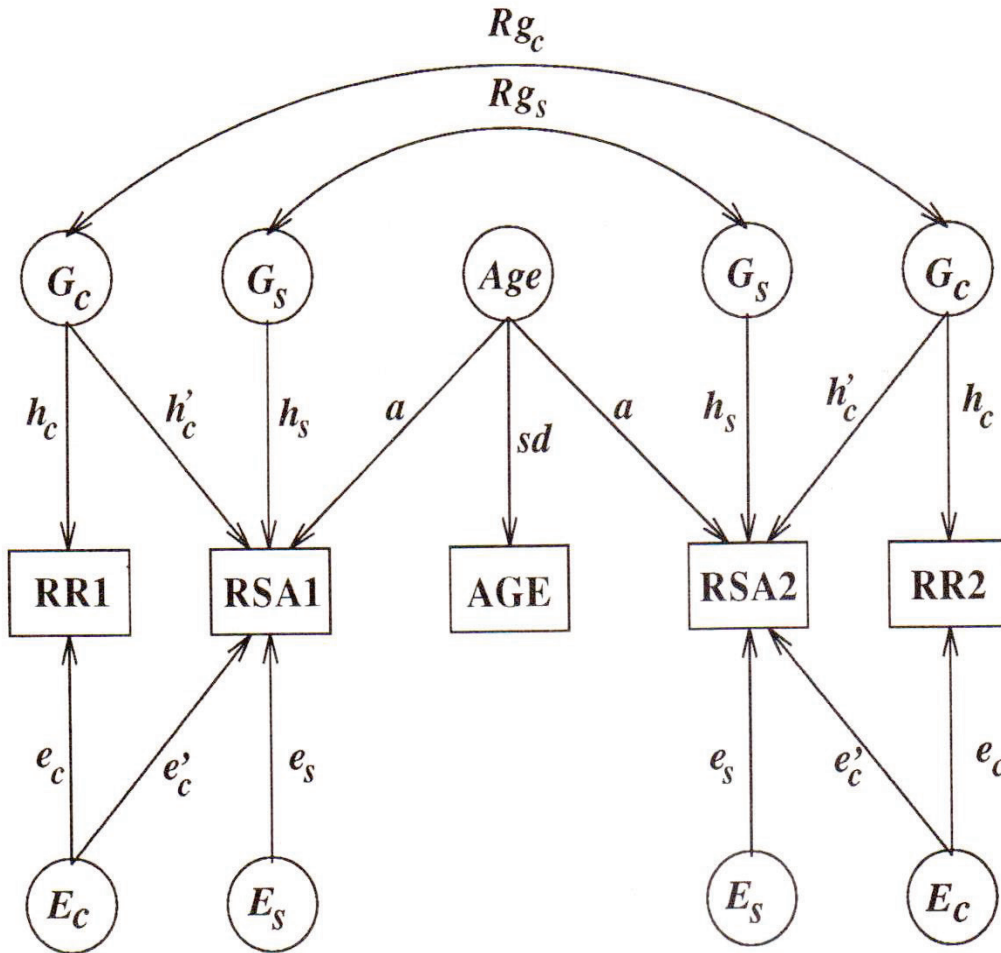 Rg_c
Rg_s
G_c G_s Age G_s G_c
h_c h'_c h_s a sd a h_s h'_c h_c
RR1 RSA1 AGE RSA2 RR2
e_c e'_c e_s e_s e'_c e_c
E_c E_s E_s E_c